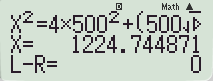 Math ▲
X²=4×500²+(500√▶
X= 1224.744871
L-R= 0